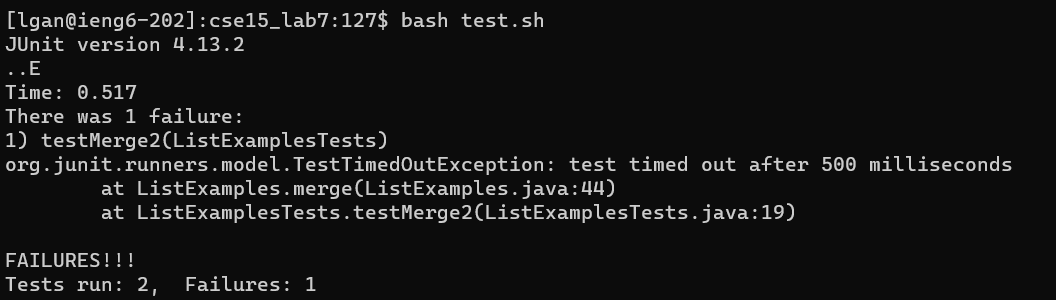 [lgan@ieng6-202]:cse15_lab7:127$ bash test.sh
JUnit version 4.13.2
..E
Time: 0.517
There was 1 failure:
1) testMerge2(ListExamplesTests)
org.junit.runners.model.TestTimedOutException: test timed out after 500 milliseconds
        at ListExamples.merge(ListExamples.java:44)
        at ListExamplesTests.testMerge2(ListExamplesTests.java:19)

FAILURES!!!
Tests run: 2,  Failures: 1